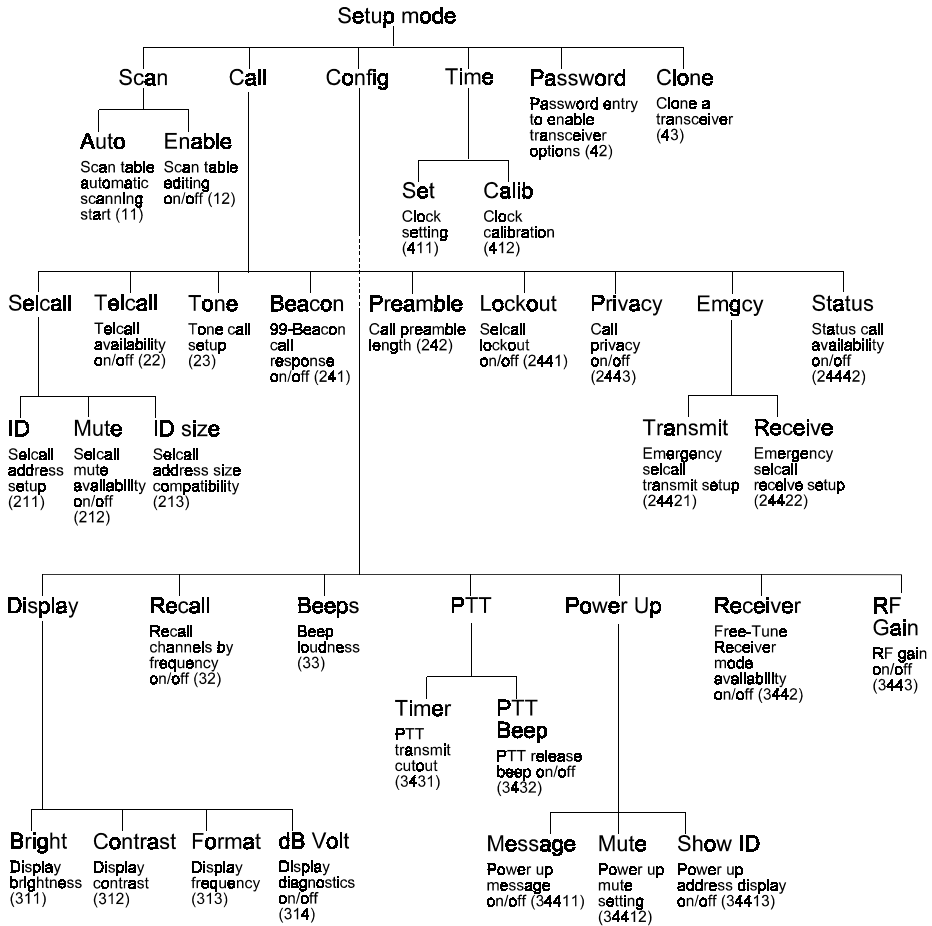 Setup mode
Scan
Call
Config
Time
Password
Password entry
to enable
transceiver
options (42)
Clone
Clone a
transceiver
(43)
Auto
Scan table
automatic
scanning
start (11)
Enable
Scan table
editing
on/off (12)
Set
Clock
setting
(411)
Calib
Clock
calibration
(412)
Selcall
Telcall
Telcall
availability
on/off (22)
Tone
Tone call
setup
(23)
Beacon
99-Beacon
call
response
on/off (241)
Preamble
Call preamble
length (242)
Lockout
Selcall
lockout
on/off (2441)
Privacy
Call
privacy
on/off
(2443)
Emgcy
Status
Status call
availability
on/off
(24442)
ID
Selcall
address
setup
(211)
Mute
Selcall
mute
availability
on/off
(212)
ID size
Selcall
address size
compatibility
(213)
Transmit
Emergency
selcall
transmit setup
(24421)
Receive
Emergency
selcall
receive setup
(24422)
Display
Recall
Recall
channels by
frequency
on/off (32)
Beeps
Beep
loudness
(33)
PTT
Power Up
Receiver
Free-Tune
Receiver
mode
availability
on/off (3442)
RF
Gain
RF gain
on/off
(3443)
Timer
PTT
transmit
cutout
(3431)
PTT
Beep
PTT release
beep on/off
(3432)
Bright
Display
brightness
(311)
Contrast
Display
contrast
(312)
Format
Display
frequency
(313)
dB Volt
Display
diagnostics
on/off
(314)
Message
Power up
message
on/off (34411)
Mute
Power up
mute
setting
(34412)
Show ID
Power up
address display
on/off (34413)